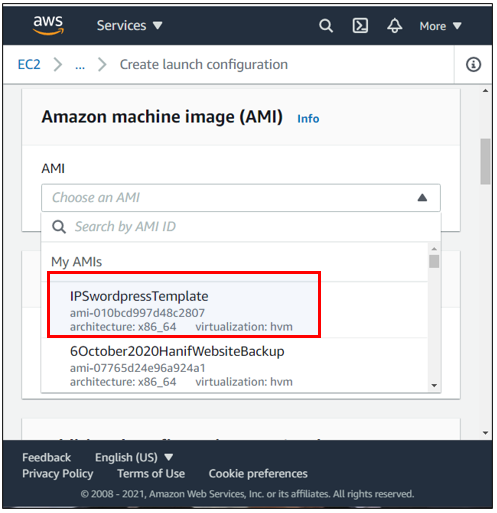 aws
Services
More
EC2 > ... > Create launch configuration
Amazon machine image (AMI) Info
AMI
Choose an AMI
Search by AMI ID
My AMIs
IPSwordpressTemplate
ami-010bcd997d48c2807
architecture: x86_64 virtualization: hvm
6October2020HanifWebsiteBackup
ami-07765d24e96a924a1
architecture: x86_64 virtualization: hvm
Feedback English (US)
Privacy Policy Terms of Use Cookie preferences
© 2008 - 2021, Amazon Web Services, Inc. or its affiliates. All rights reserved.